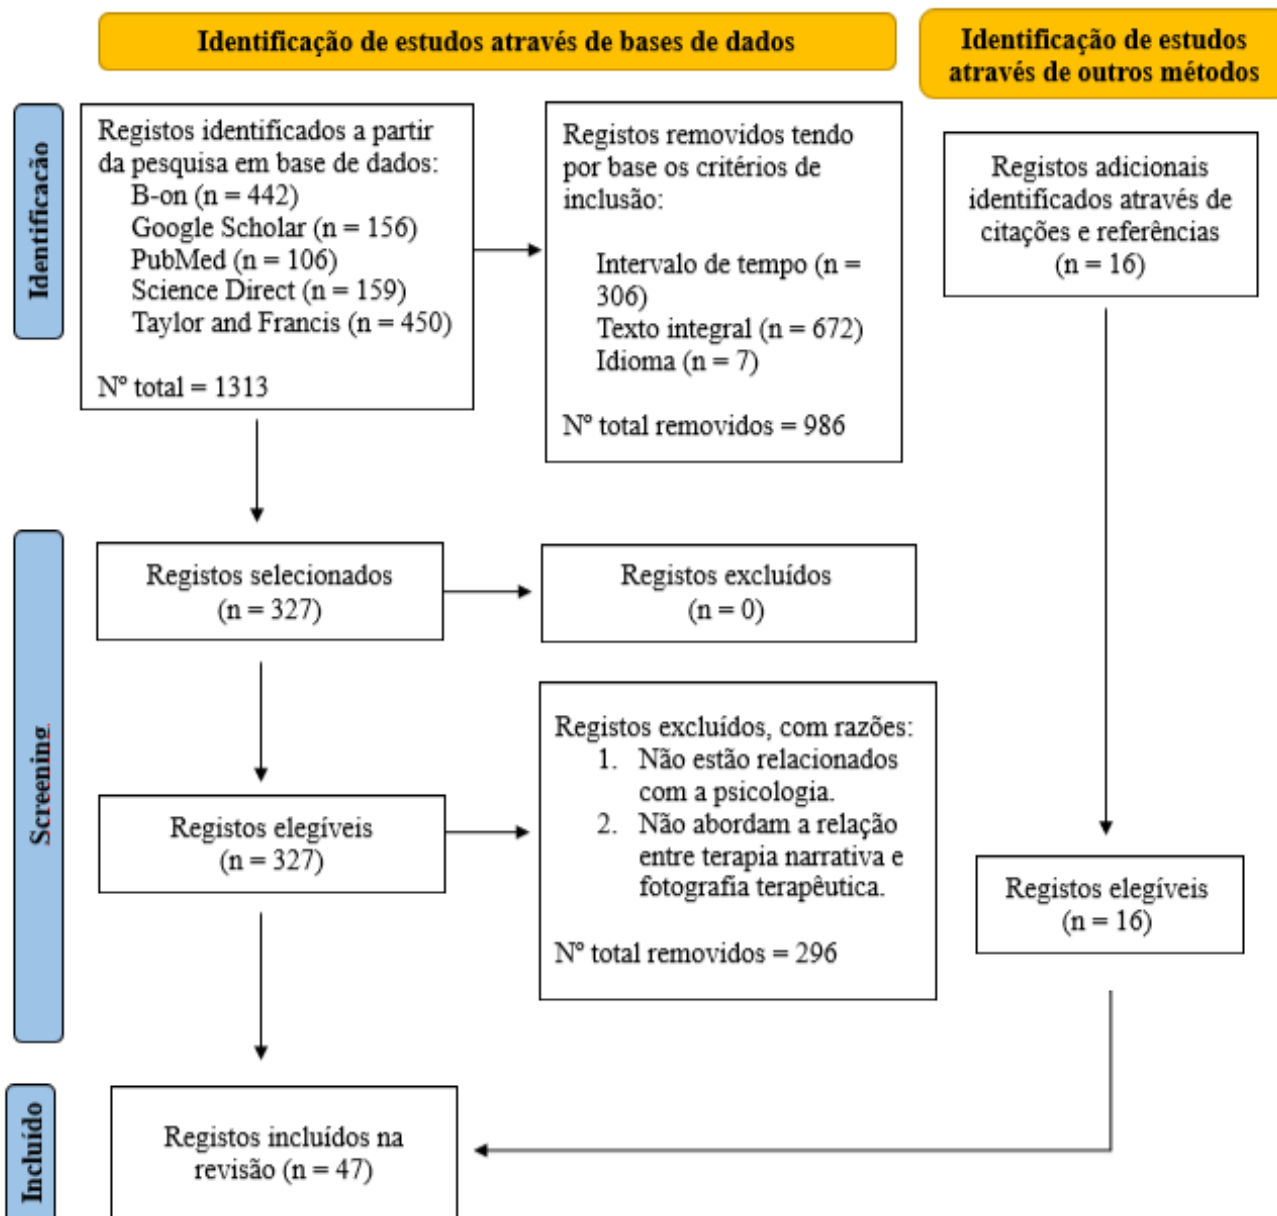 Identificação de estudos através de bases de dados
Identificação de estudos
através de outros métodos
Identificação
Registos identificados a partir
da pesquisa em base de dados:
B-on (n = 442)
Google Scholar (n = 156)
PubMed (n = 106)
Science Direct (n = 159)
Taylor and Francis (n = 450)
Nº total = 1313
Registos removidos tendo
por base os critérios de
inclusão:
Intervalo de tempo (n =
306)
Texto integral (n = 672)
Idioma (n = 7)
Nº total removidos = 986
Registos adicionais
identificados através de
citações e referências
(n = 16)
Screening
Registos selecionados
(n = 327)
Registos excluídos
(n = 0)
Registos elegíveis
(n = 327)
Registos excluídos, com razões:
1. Não estão relacionados
com a psicologia.
2. Não abordam a relação
entre terapia narrativa e
fotografia terapêutica.
Nº total removidos = 296
Registos elegíveis
(n = 16)
Incluído
Registos incluídos na
revisão (n = 47)